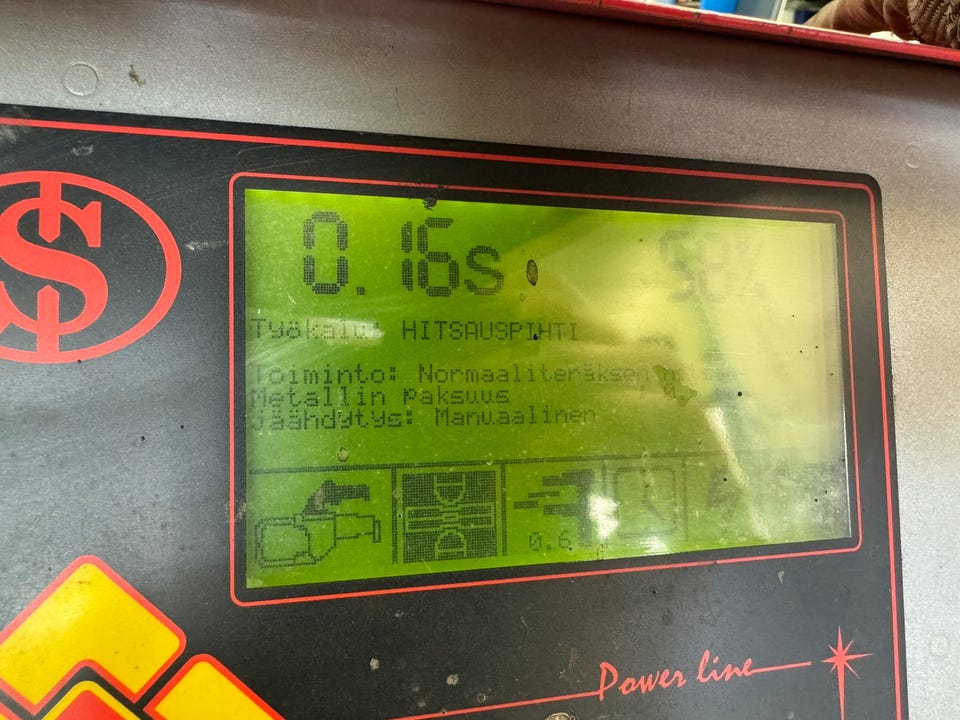 S
0.16s
Työkalu: HITSAUSPIHTI
Toiminto: Normaaliteräksen
Metallin paksuus
Jäähdytys: Manuaalinen
0.6
Power line